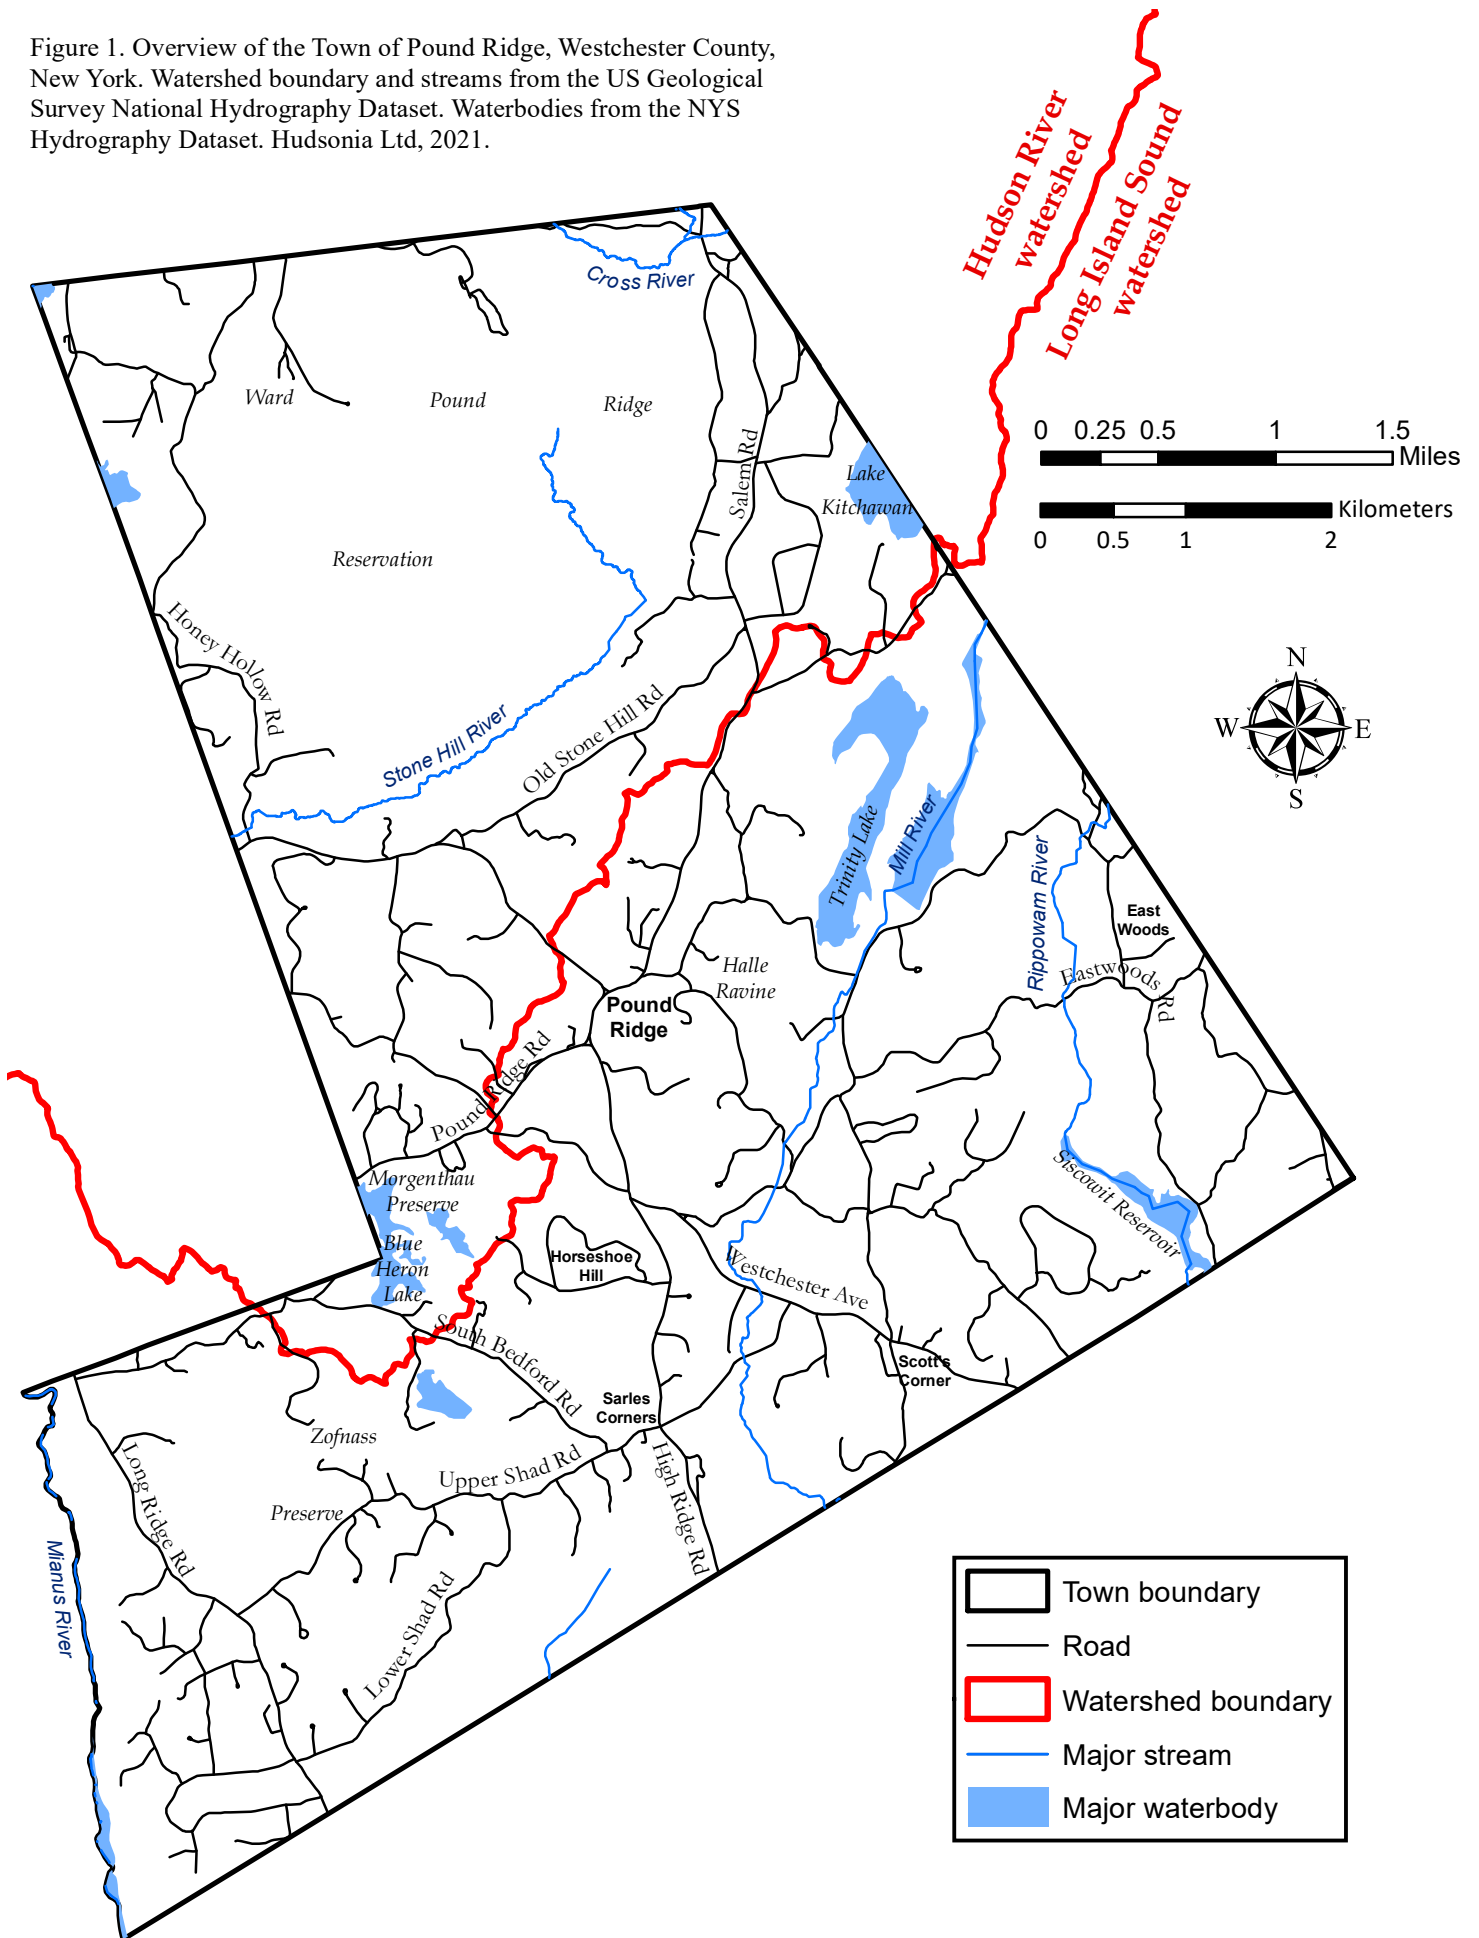 Figure 1. Overview of the Town of Pound Ridge, Westchester County,
New York. Watershed boundary and streams from the US Geological
Survey National Hydrography Dataset. Waterbodies from the NYS
Hydrography Dataset. Hudsonia Ltd, 2021.
Hudson River
watershed
Long Island Sound
watershed
Cross River
Ward
Pound
Ridge
Reservation
Salem Rd
Lake
Kitchawan
0 0.25 0.5 1 1.5
Miles
Kilometers
0 0.5 1 2
N
W
E
S
Honey Hollow Rd
Stone Hill River
Old Stone Hill Rd
Trinity Lake
Mill River
Rippowam River
East
Woods
Eastwoods Rd
Halle
Ravine
Pound
Ridge
Pound Ridge Rd
Morgenthau
Preserve
Blue
Heron
Lake
Horseshoe
Hill
Siscowit Reservoir
Westchester Ave
South Bedford Rd
Scott's
Corner
Sarles
Corners
Zofnass
Preserve
Upper Shad Rd
High Ridge Rd
Long Ridge Rd
Lower Shad Rd
Mianus River
Town boundary
Road
Watershed boundary
Major stream
Major waterbody